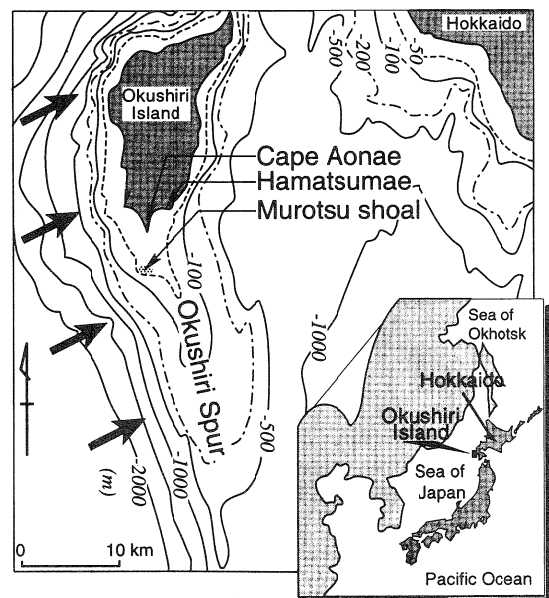 Hokkaido
-500
-200
-100
-50
Okushiri
Island
Cape Aonae
Hamatsumae
Murotsu shoal
-100
Okushiri Spur
-1000
-500
-1000
-2000
(m)
0
10 km
Sea of
Okhotsk
Hokkaido
Okushiri
Island
Sea of
Japan
Pacific Ocean